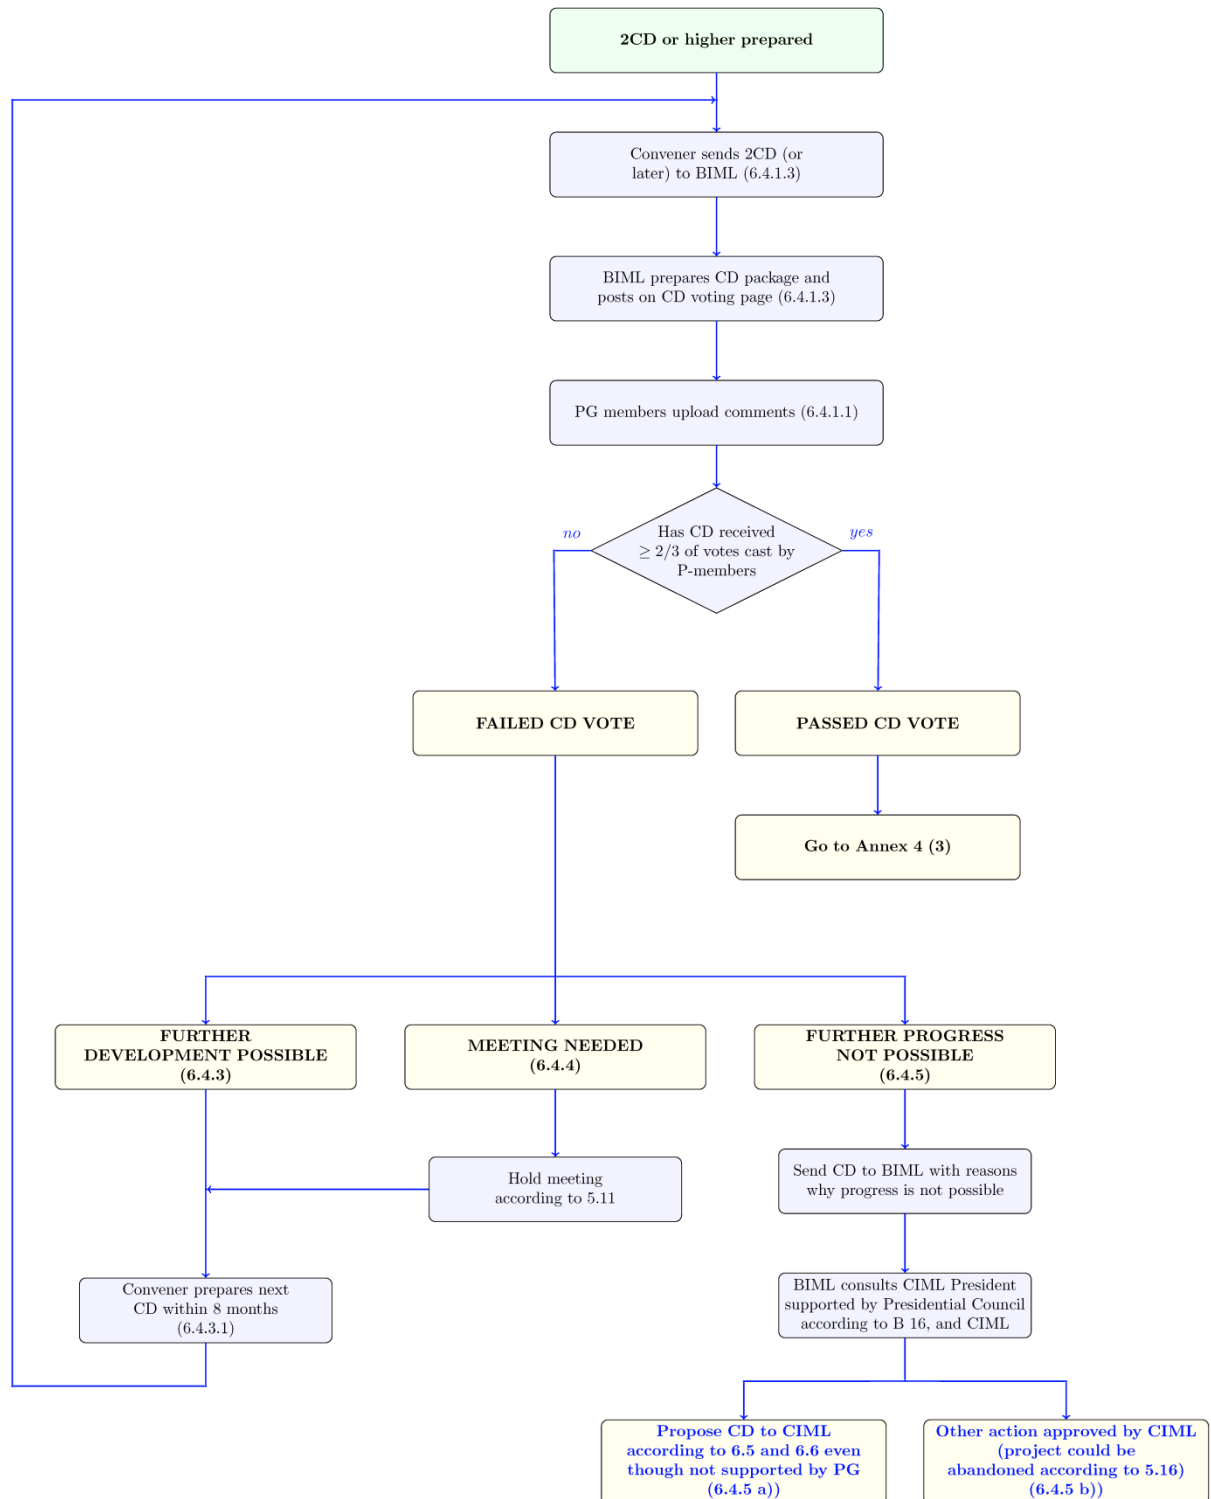 2CD or higher prepared
Convener sends 2CD (or
later) to BIML (6.4.1.3)
BIML prepares CD package and
posts on CD voting page (6.4.1.3)
PG members upload comments (6.4.1.1)
Has CD received
≥ 2/3 of votes cast by
P-members
no
yes
FAILED CD VOTE
PASSED CD VOTE
Go to Annex 4 (3)
FURTHER
DEVELOPMENT POSSIBLE
(6.4.3)
MEETING NEEDED
(6.4.4)
FURTHER PROGRESS
NOT POSSIBLE
(6.4.5)
Hold meeting
according to 5.11
Send CD to BIML with reasons
why progress is not possible
Convener prepares next
CD within 8 months
(6.4.3.1)
BIML consults CIML President
supported by Presidential Council
according to B 16, and CIML
Propose CD to CIML
according to 6.5 and 6.6 even
though not supported by PG
(6.4.5 a))
Other action approved by CIML
(project could be
abandoned according to 5.16)
(6.4.5 b))